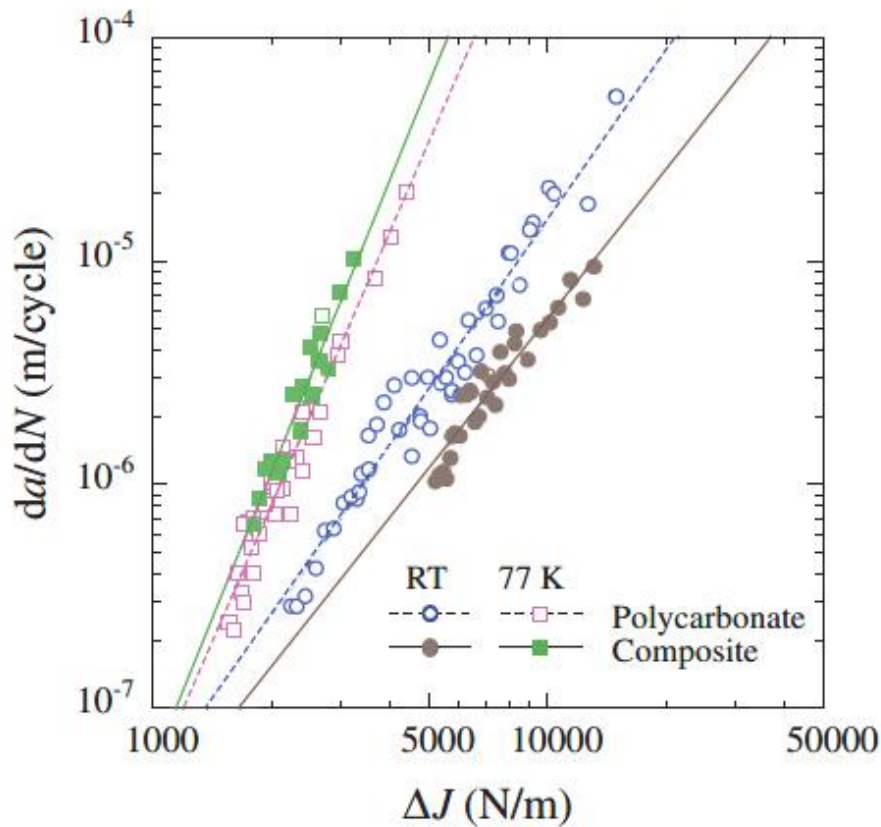 10⁻⁴
10⁻⁵
da/dN (m/cycle)
10⁻⁶
RT 77 K
Polycarbonate
Composite
10⁻⁷
1000 5000 10000 50000
ΔJ (N/m)